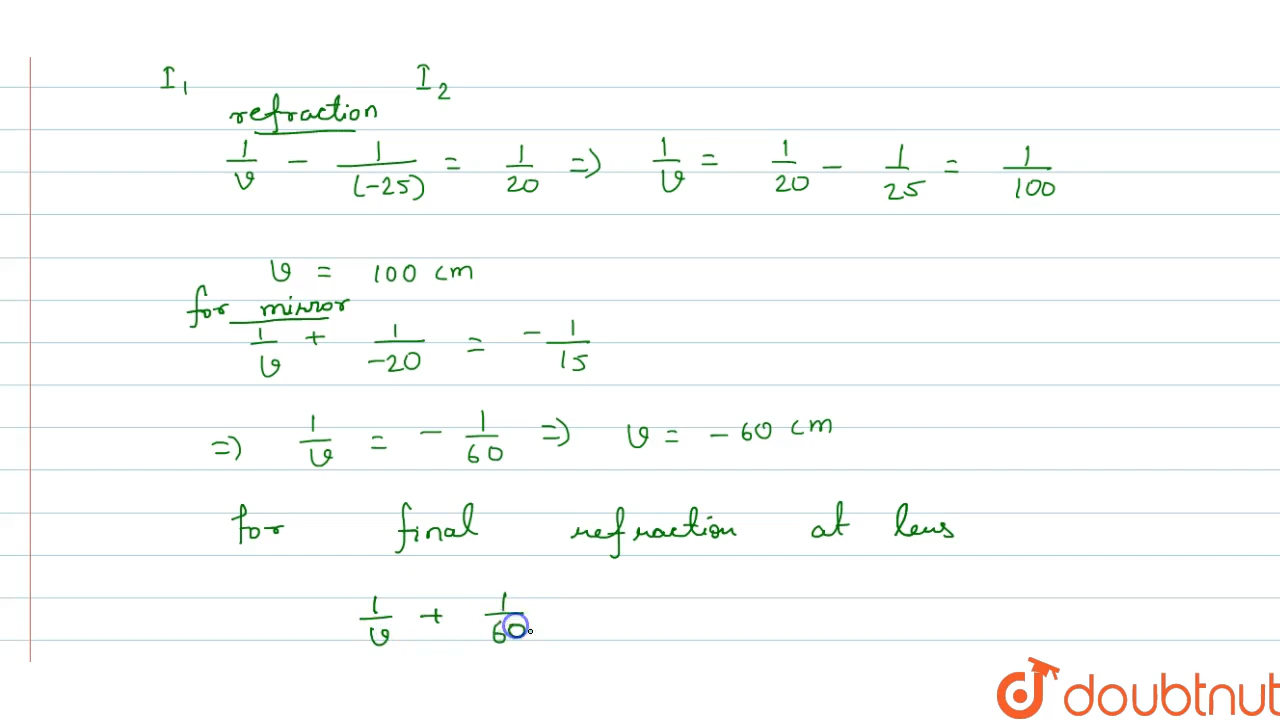 I₁ I₂
refraction
1/v - 1/(-25) = 1/20 => 1/v = 1/20 - 1/25 = 1/100
v = 100 cm
for mirror
1/v + 1/-20 = - 1/15
=> 1/v = - 1/60 => v = - 60 cm
for final refraction at lens
1/v + 1/60
doubtnut